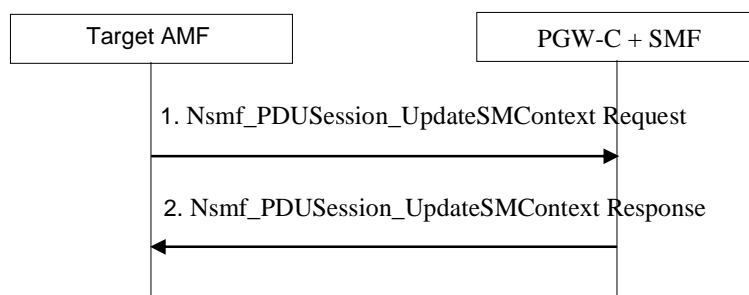 Target AMF
PGW-C + SMF
1. Nsmf_PDUSession_UpdateSMContext Request
2. Nsmf_PDUSession_UpdateSMContext Response